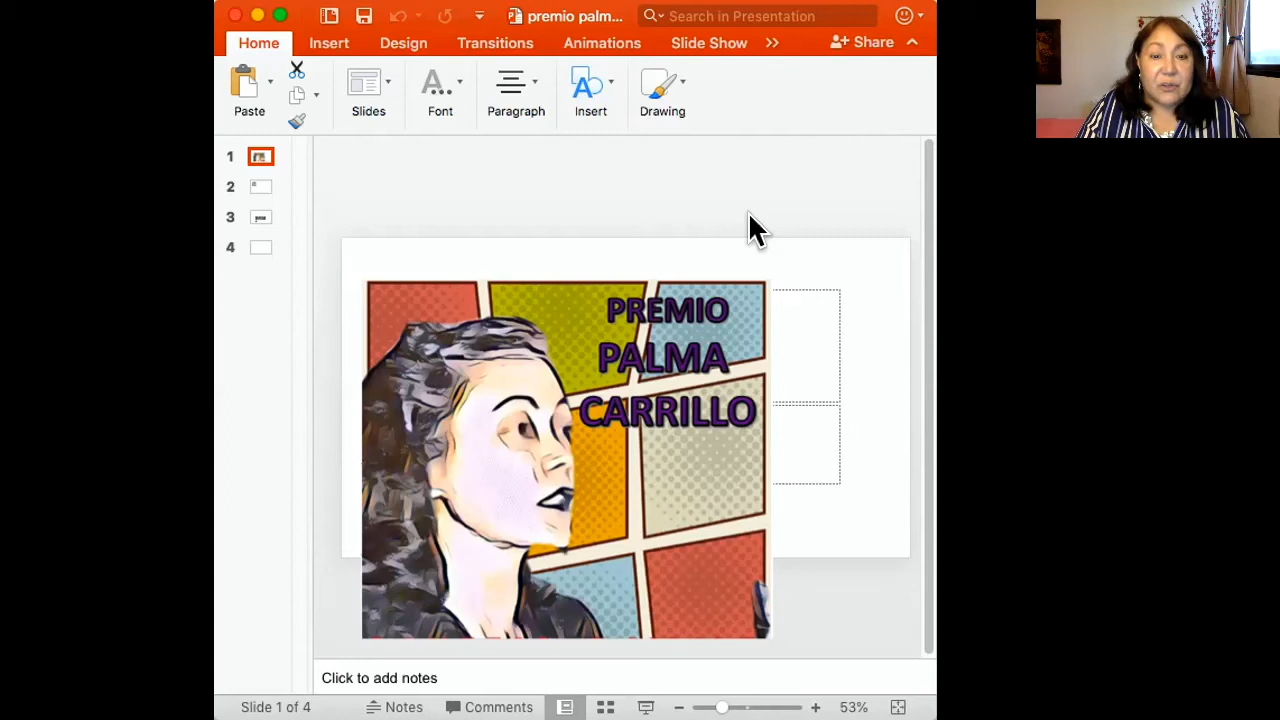 premio palm...
Search in Presentation
Home
Insert
Design
Transitions
Animations
Slide Show
Share
Paste
Slides
Font
Paragraph
Insert
Drawing
1
2
3
4
PREMIO
PALMA
CARRILLO
Click to add notes
Slide 1 of 4
Notes
Comments
53%